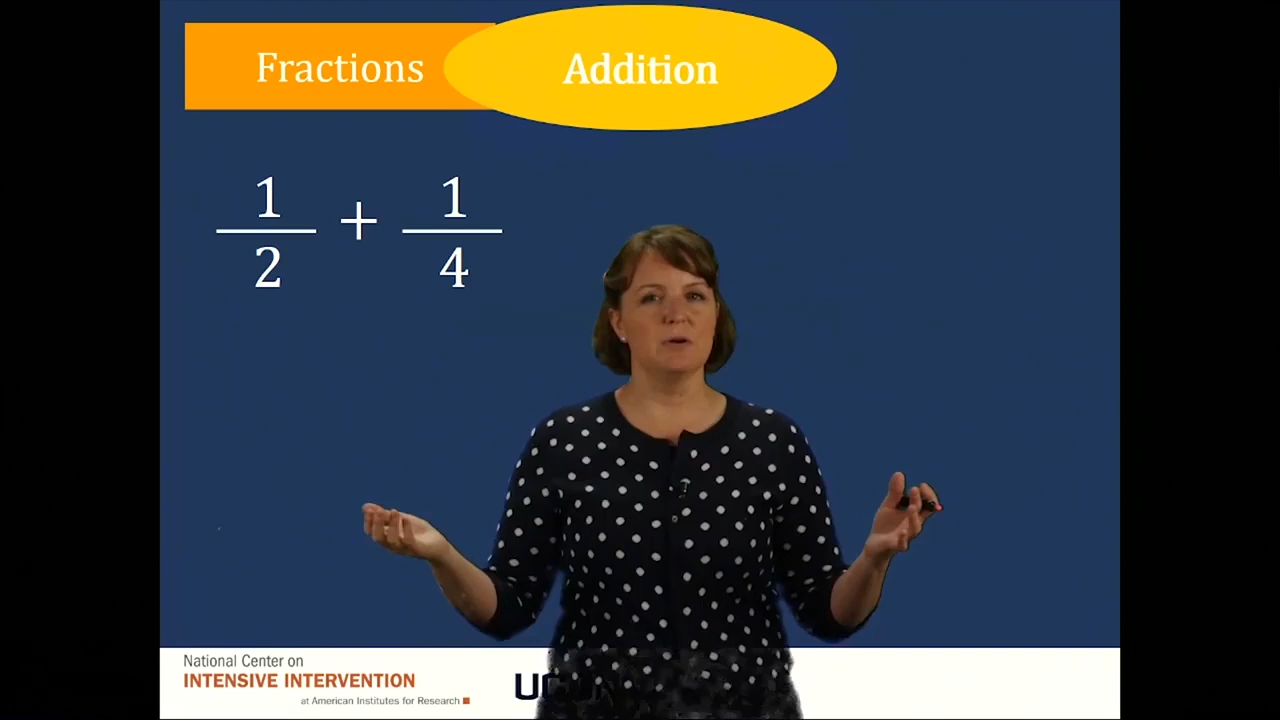 Fractions
Addition
1/2 + 1/4
National Center on
INTENSIVE INTERVENTION
at American Institutes for Research